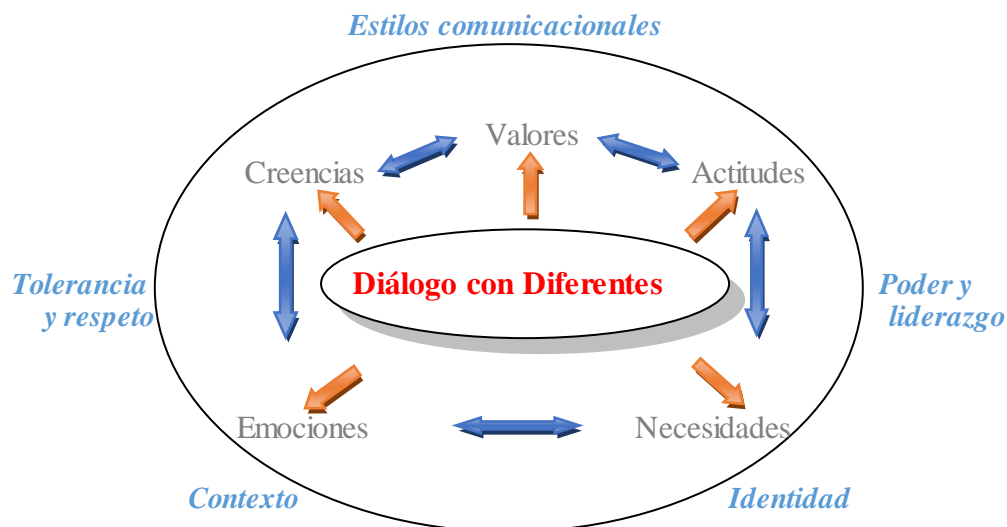 Estilos comunicacionales
Valores
Creencias
Actitudes
Diálogo con Diferentes
Tolerancia
y respeto
Poder y
liderazgo
Emociones
Necesidades
Contexto
Identidad